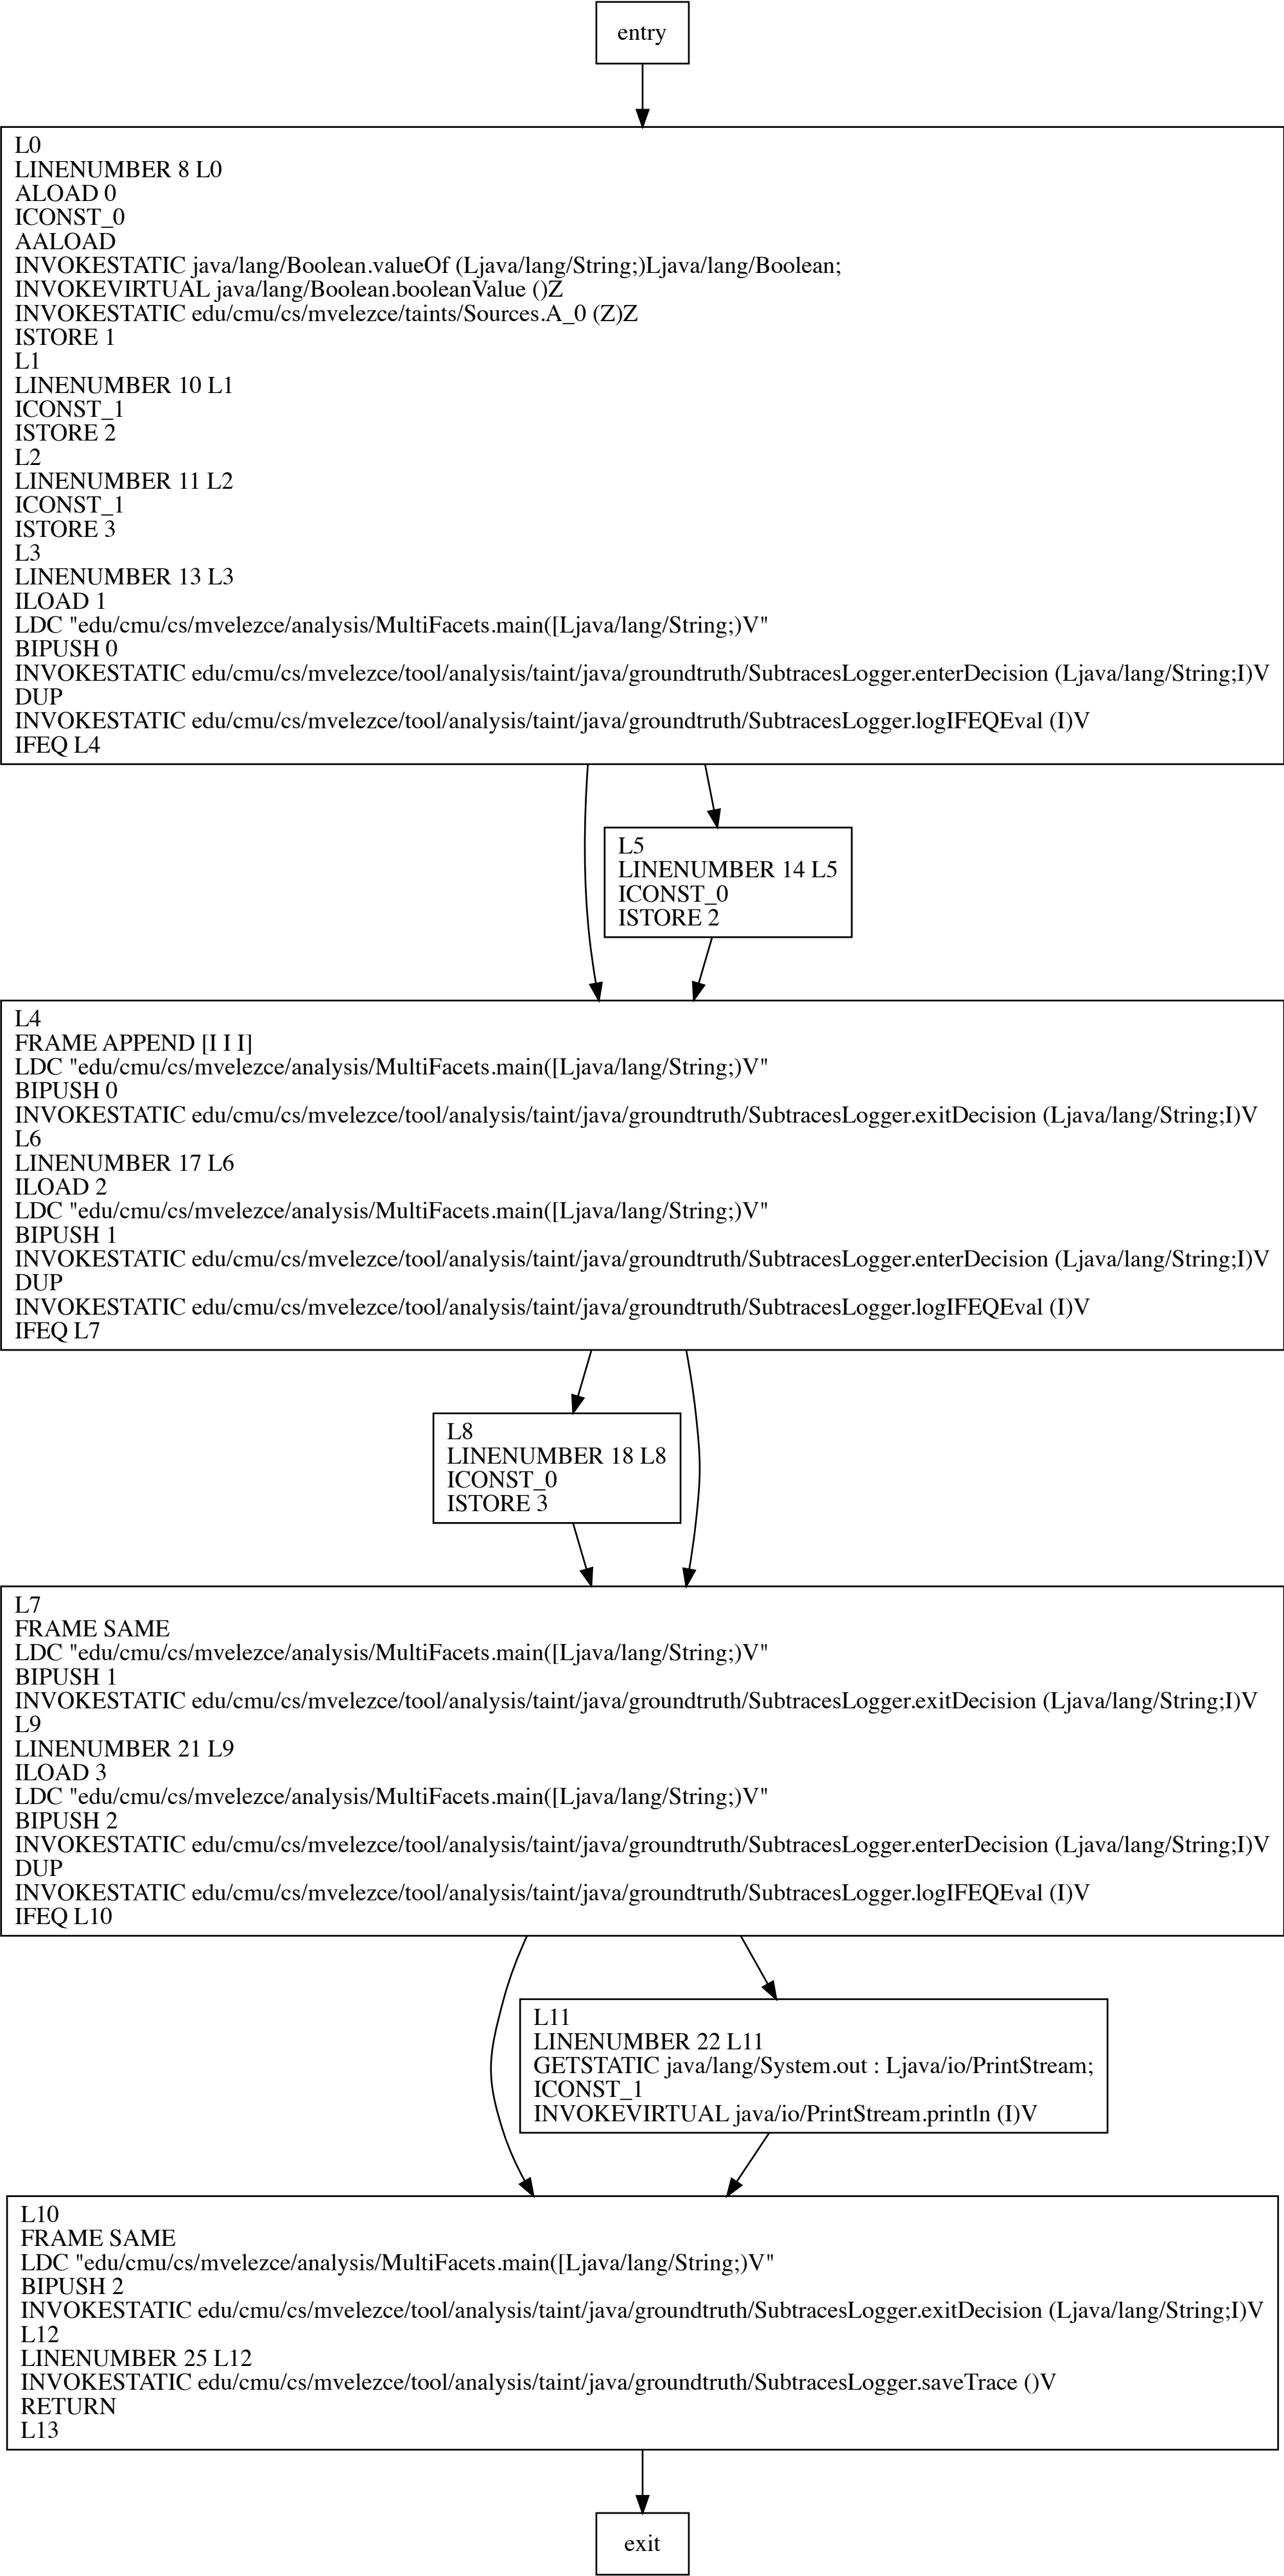 entry
L0
LINENUMBER 8 L0
ALOAD 0
ICONST_0
AALOAD
INVOKESTATIC java/lang/Boolean.valueOf (Ljava/lang/String;)Ljava/lang/Boolean;
INVOKEVIRTUAL java/lang/Boolean.booleanValue ()Z
INVOKESTATIC edu/cmu/cs/mvelezce/taints/Sources.A_0 (Z)Z
ISTORE 1
L1
LINENUMBER 10 L1
ICONST_1
ISTORE 2
L2
LINENUMBER 11 L2
ICONST_1
ISTORE 3
L3
LINENUMBER 13 L3
ILOAD 1
LDC "edu/cmu/cs/mvelezce/analysis/MultiFacets.main([Ljava/lang/String;)V"
BIPUSH 0
INVOKESTATIC edu/cmu/cs/mvelezce/tool/analysis/taint/java/groundtruth/SubtracesLogger.enterDecision (Ljava/lang/String;I)V
DUP
INVOKESTATIC edu/cmu/cs/mvelezce/tool/analysis/taint/java/groundtruth/SubtracesLogger.logIFEQEval (I)V
IFEQ L4
L5
LINENUMBER 14 L5
ICONST_0
ISTORE 2
L4
FRAME APPEND [I I I]
LDC "edu/cmu/cs/mvelezce/analysis/MultiFacets.main([Ljava/lang/String;)V"
BIPUSH 0
INVOKESTATIC edu/cmu/cs/mvelezce/tool/analysis/taint/java/groundtruth/SubtracesLogger.exitDecision (Ljava/lang/String;I)V
L6
LINENUMBER 17 L6
ILOAD 2
LDC "edu/cmu/cs/mvelezce/analysis/MultiFacets.main([Ljava/lang/String;)V"
BIPUSH 1
INVOKESTATIC edu/cmu/cs/mvelezce/tool/analysis/taint/java/groundtruth/SubtracesLogger.enterDecision (Ljava/lang/String;I)V
DUP
INVOKESTATIC edu/cmu/cs/mvelezce/tool/analysis/taint/java/groundtruth/SubtracesLogger.logIFEQEval (I)V
IFEQ L7
L8
LINENUMBER 18 L8
ICONST_0
ISTORE 3
L7
FRAME SAME
LDC "edu/cmu/cs/mvelezce/analysis/MultiFacets.main([Ljava/lang/String;)V"
BIPUSH 1
INVOKESTATIC edu/cmu/cs/mvelezce/tool/analysis/taint/java/groundtruth/SubtracesLogger.exitDecision (Ljava/lang/String;I)V
L9
LINENUMBER 21 L9
ILOAD 3
LDC "edu/cmu/cs/mvelezce/analysis/MultiFacets.main([Ljava/lang/String;)V"
BIPUSH 2
INVOKESTATIC edu/cmu/cs/mvelezce/tool/analysis/taint/java/groundtruth/SubtracesLogger.enterDecision (Ljava/lang/String;I)V
DUP
INVOKESTATIC edu/cmu/cs/mvelezce/tool/analysis/taint/java/groundtruth/SubtracesLogger.logIFEQEval (I)V
IFEQ L10
L11
LINENUMBER 22 L11
GETSTATIC java/lang/System.out : Ljava/io/PrintStream;
ICONST_1
INVOKEVIRTUAL java/io/PrintStream.println (I)V
L10
FRAME SAME
LDC "edu/cmu/cs/mvelezce/analysis/MultiFacets.main([Ljava/lang/String;)V"
BIPUSH 2
INVOKESTATIC edu/cmu/cs/mvelezce/tool/analysis/taint/java/groundtruth/SubtracesLogger.exitDecision (Ljava/lang/String;I)V
L12
LINENUMBER 25 L12
INVOKESTATIC edu/cmu/cs/mvelezce/tool/analysis/taint/java/groundtruth/SubtracesLogger.saveTrace ()V
RETURN
L13
exit